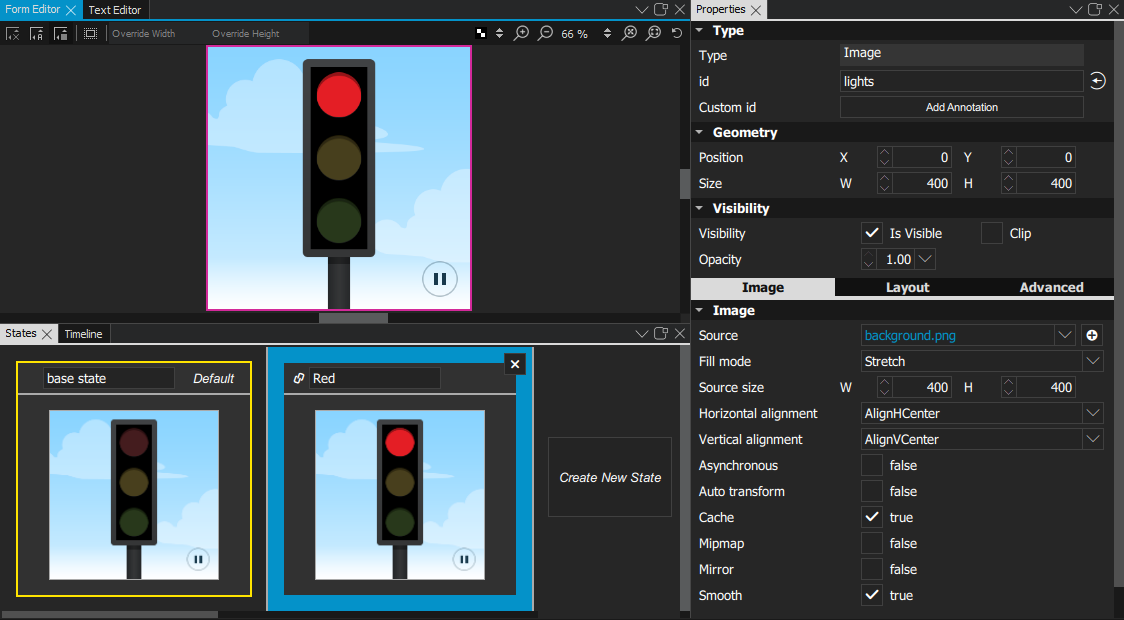 Form Editor
Text Editor
Override Width
Override Height
66 %
States
Timeline
base state
Default
Red
Create New State
Properties
Type
Type
Image
id
lights
Custom id
Add Annotation
Geometry
Position
X
0
Y
0
Size
W
400
H
400
Visibility
Visibility
Is Visible
Clip
Opacity
1.00
Image
Layout
Advanced
Image
Source
background.png
Fill mode
Stretch
Source size
W
400
H
400
Horizontal alignment
AlignHCenter
Vertical alignment
AlignVCenter
Asynchronous
false
Auto transform
false
Cache
true
Mipmap
false
Mirror
false
Smooth
true